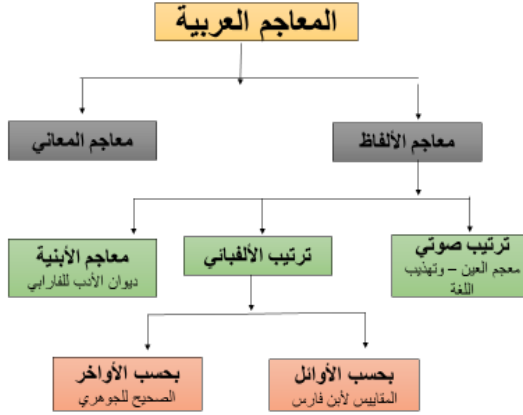 المعاجم العربية
معاجم الألفاظ
معاجم المعاني
ترتيب صوتي
معجم العين – وتهذيب
اللغة
ترتيب الألفبائي
معاجم الأبنية
ديوان الأدب للفارابي
بحسب الأوائل
المقاييس لأبن فارس
بحسب الأواخر
الصحيح للجوهري